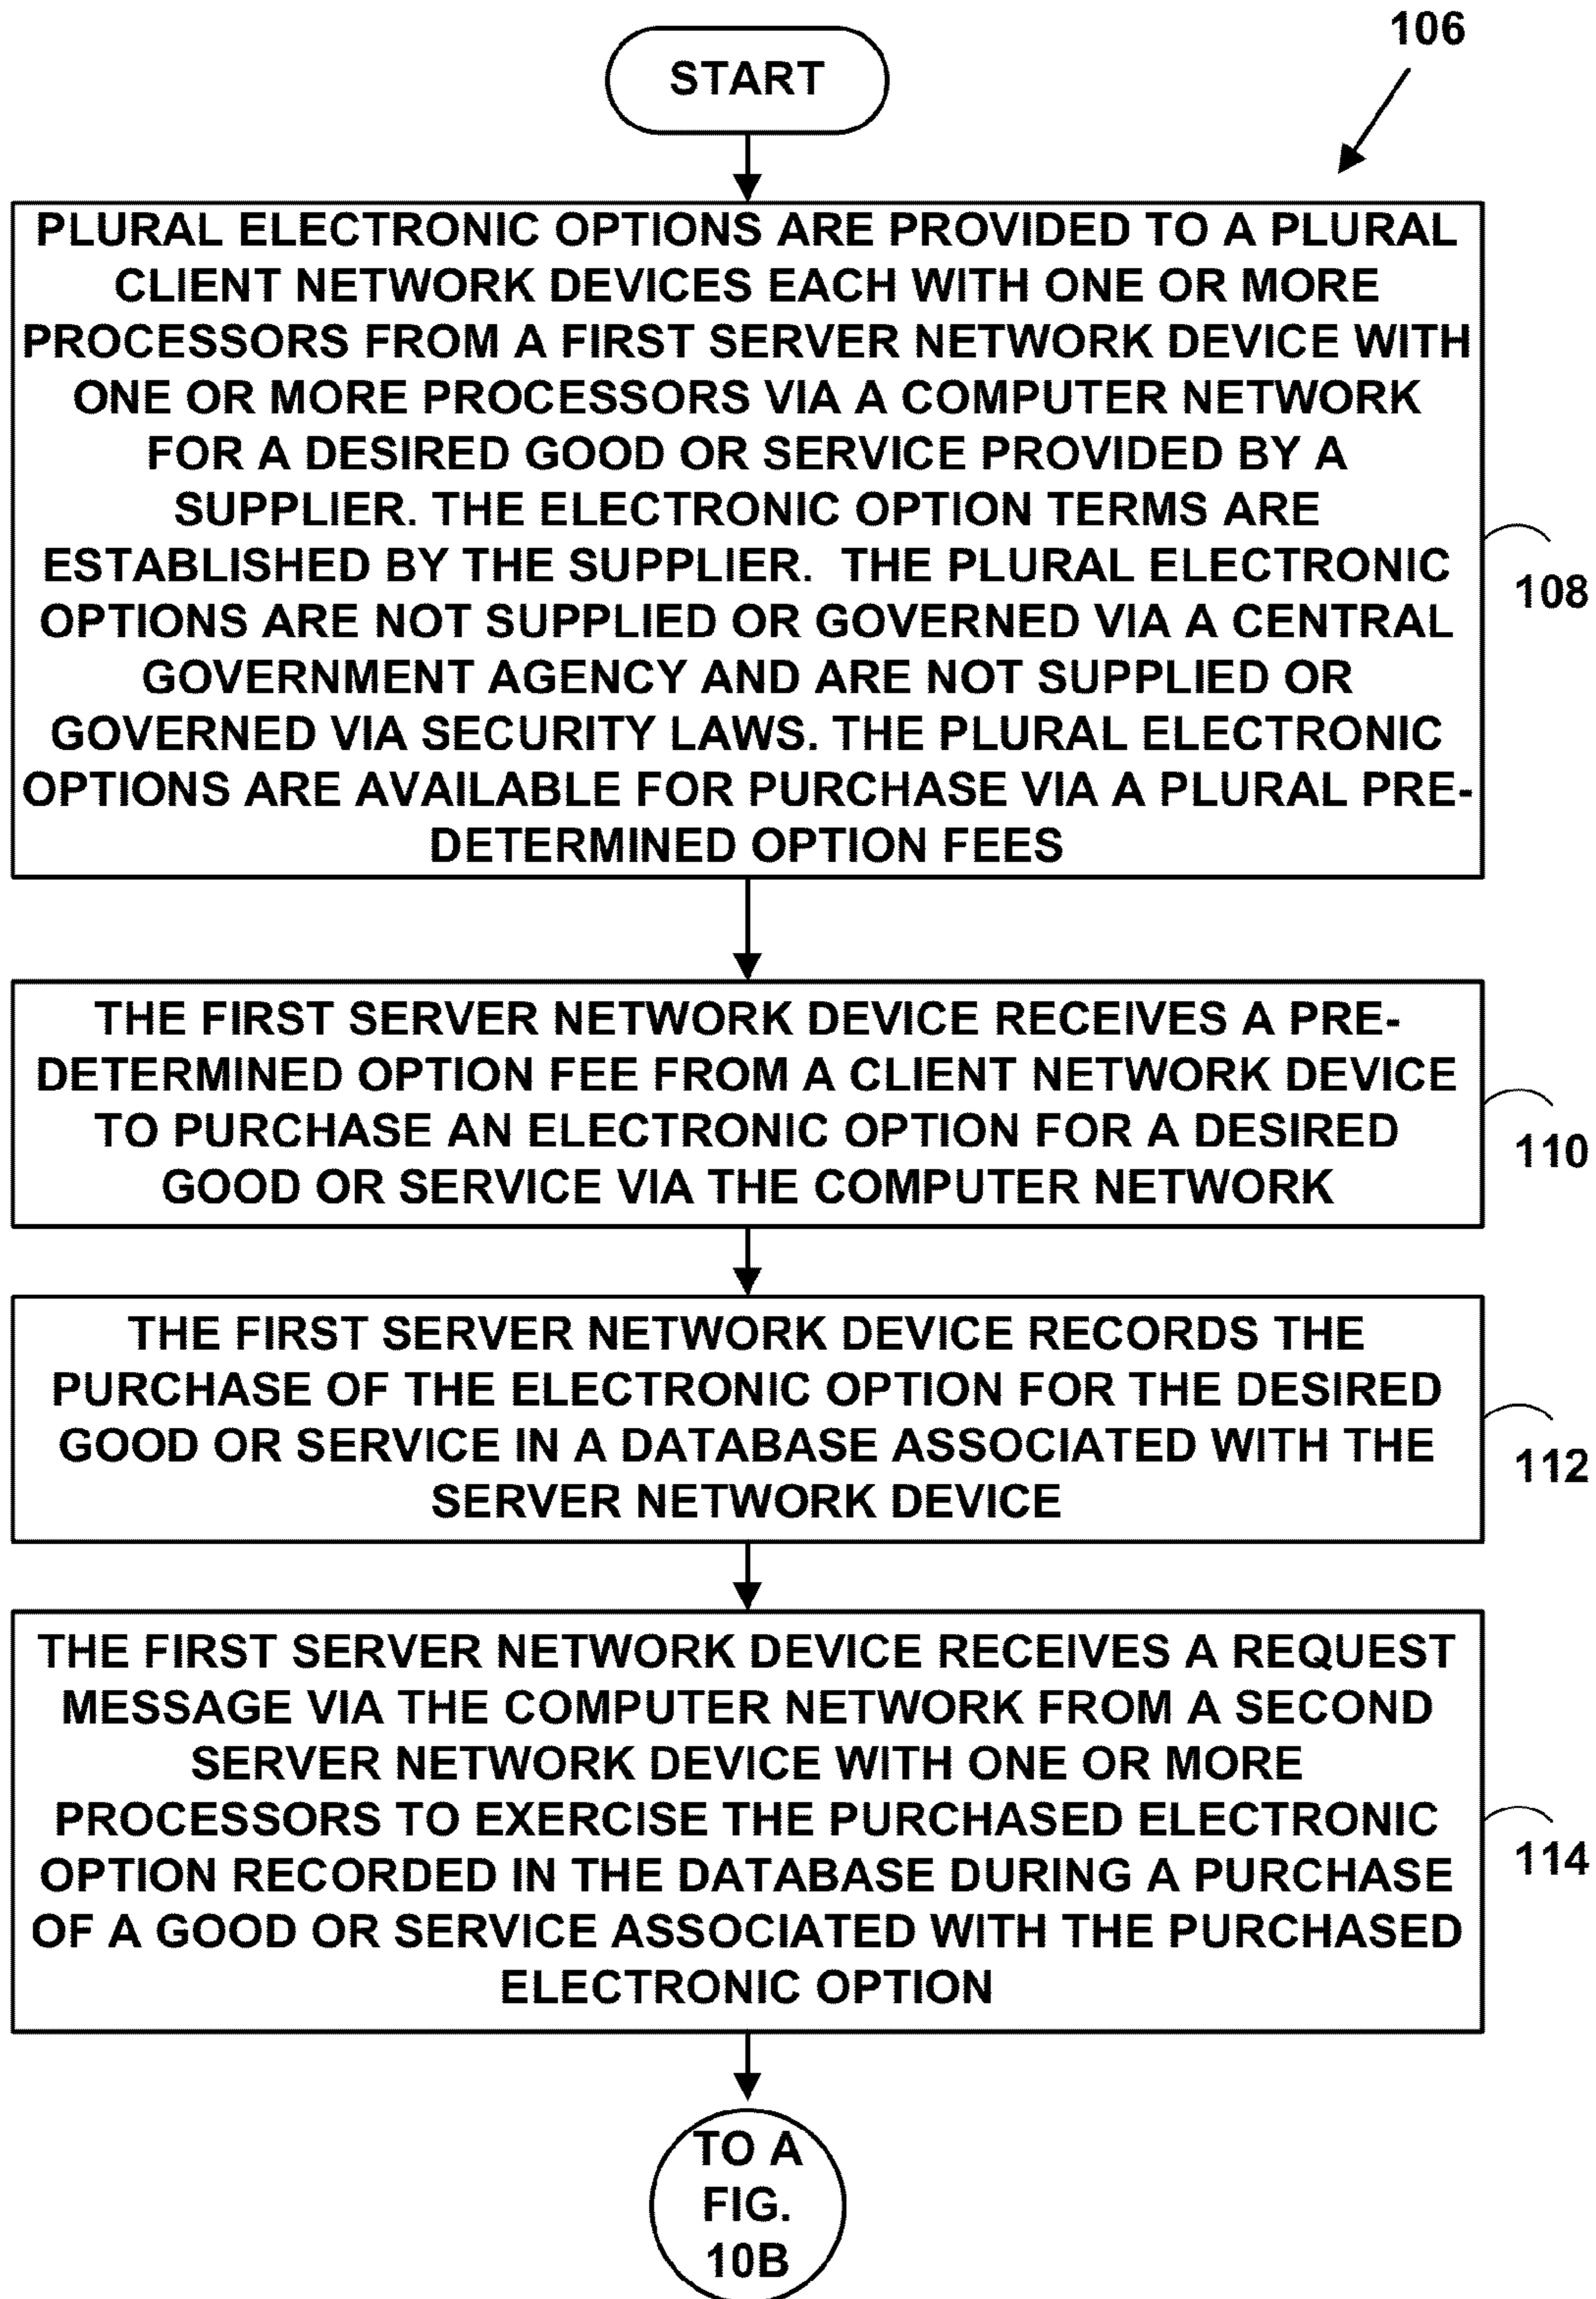 106
START
PLURAL ELECTRONIC OPTIONS ARE PROVIDED TO A PLURAL
CLIENT NETWORK DEVICES EACH WITH ONE OR MORE
PROCESSORS FROM A FIRST SERVER NETWORK DEVICE WITH
ONE OR MORE PROCESSORS VIA A COMPUTER NETWORK
FOR A DESIRED GOOD OR SERVICE PROVIDED BY A
SUPPLIER. THE ELECTRONIC OPTION TERMS ARE
ESTABLISHED BY THE SUPPLIER.  THE PLURAL ELECTRONIC
OPTIONS ARE NOT SUPPLIED OR GOVERNED VIA A CENTRAL
GOVERNMENT AGENCY AND ARE NOT SUPPLIED OR
GOVERNED VIA SECURITY LAWS. THE PLURAL ELECTRONIC
OPTIONS ARE AVAILABLE FOR PURCHASE VIA A PLURAL PRE-
DETERMINED OPTION FEES
108
THE FIRST SERVER NETWORK DEVICE RECEIVES A PRE-
DETERMINED OPTION FEE FROM A CLIENT NETWORK DEVICE
TO PURCHASE AN ELECTRONIC OPTION FOR A DESIRED
GOOD OR SERVICE VIA THE COMPUTER NETWORK
110
THE FIRST SERVER NETWORK DEVICE RECORDS THE
PURCHASE OF THE ELECTRONIC OPTION FOR THE DESIRED
GOOD OR SERVICE IN A DATABASE ASSOCIATED WITH THE
SERVER NETWORK DEVICE
112
THE FIRST SERVER NETWORK DEVICE RECEIVES A REQUEST
MESSAGE VIA THE COMPUTER NETWORK FROM A SECOND
SERVER NETWORK DEVICE WITH ONE OR MORE
PROCESSORS TO EXERCISE THE PURCHASED ELECTRONIC
OPTION RECORDED IN THE DATABASE DURING A PURCHASE
OF A GOOD OR SERVICE ASSOCIATED WITH THE PURCHASED
ELECTRONIC OPTION
114
TO A
FIG.
10B